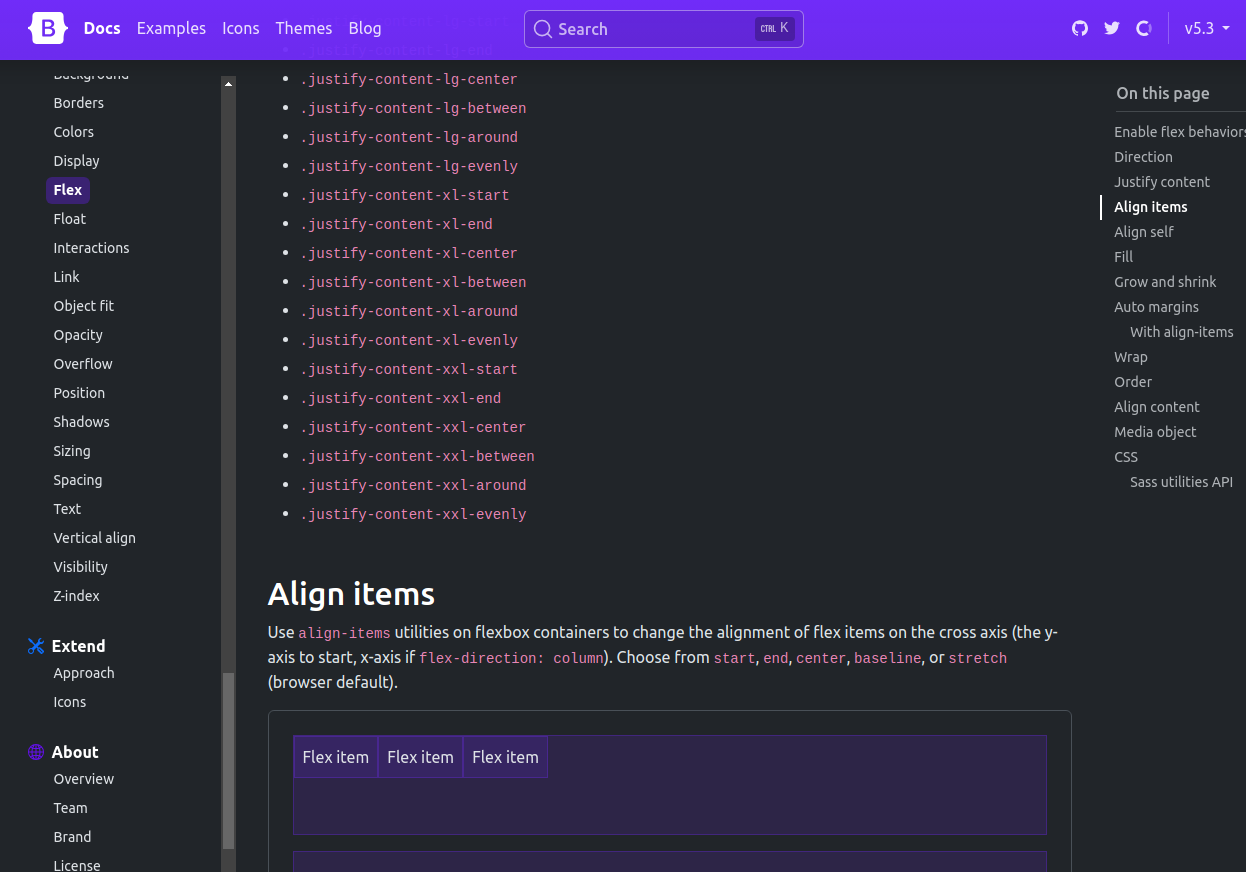 B Docs Examples Icons Themes Blog Search CTRL K v5.3
Background
Borders
Colors
Display
Flex
Float
Interactions
Link
Object fit
Opacity
Overflow
Position
Shadows
Sizing
Spacing
Text
Vertical align
Visibility
Z-index
Extend
Approach
Icons
About
Overview
Team
Brand
License
.justify-content-lg-end
.justify-content-lg-center
.justify-content-lg-between
.justify-content-lg-around
.justify-content-lg-evenly
.justify-content-xl-start
.justify-content-xl-end
.justify-content-xl-center
.justify-content-xl-between
.justify-content-xl-around
.justify-content-xl-evenly
.justify-content-xxl-start
.justify-content-xxl-end
.justify-content-xxl-center
.justify-content-xxl-between
.justify-content-xxl-around
.justify-content-xxl-evenly
Align items
Use align-items utilities on flexbox containers to change the alignment of flex items on the cross axis (the y-
axis to start, x-axis if flex-direction: column). Choose from start, end, center, baseline, or stretch
(browser default).
Flex item Flex item Flex item
On this page
Enable flex behaviors
Direction
Justify content
Align items
Align self
Fill
Grow and shrink
Auto margins
With align-items
Wrap
Order
Align content
Media object
CSS
Sass utilities API